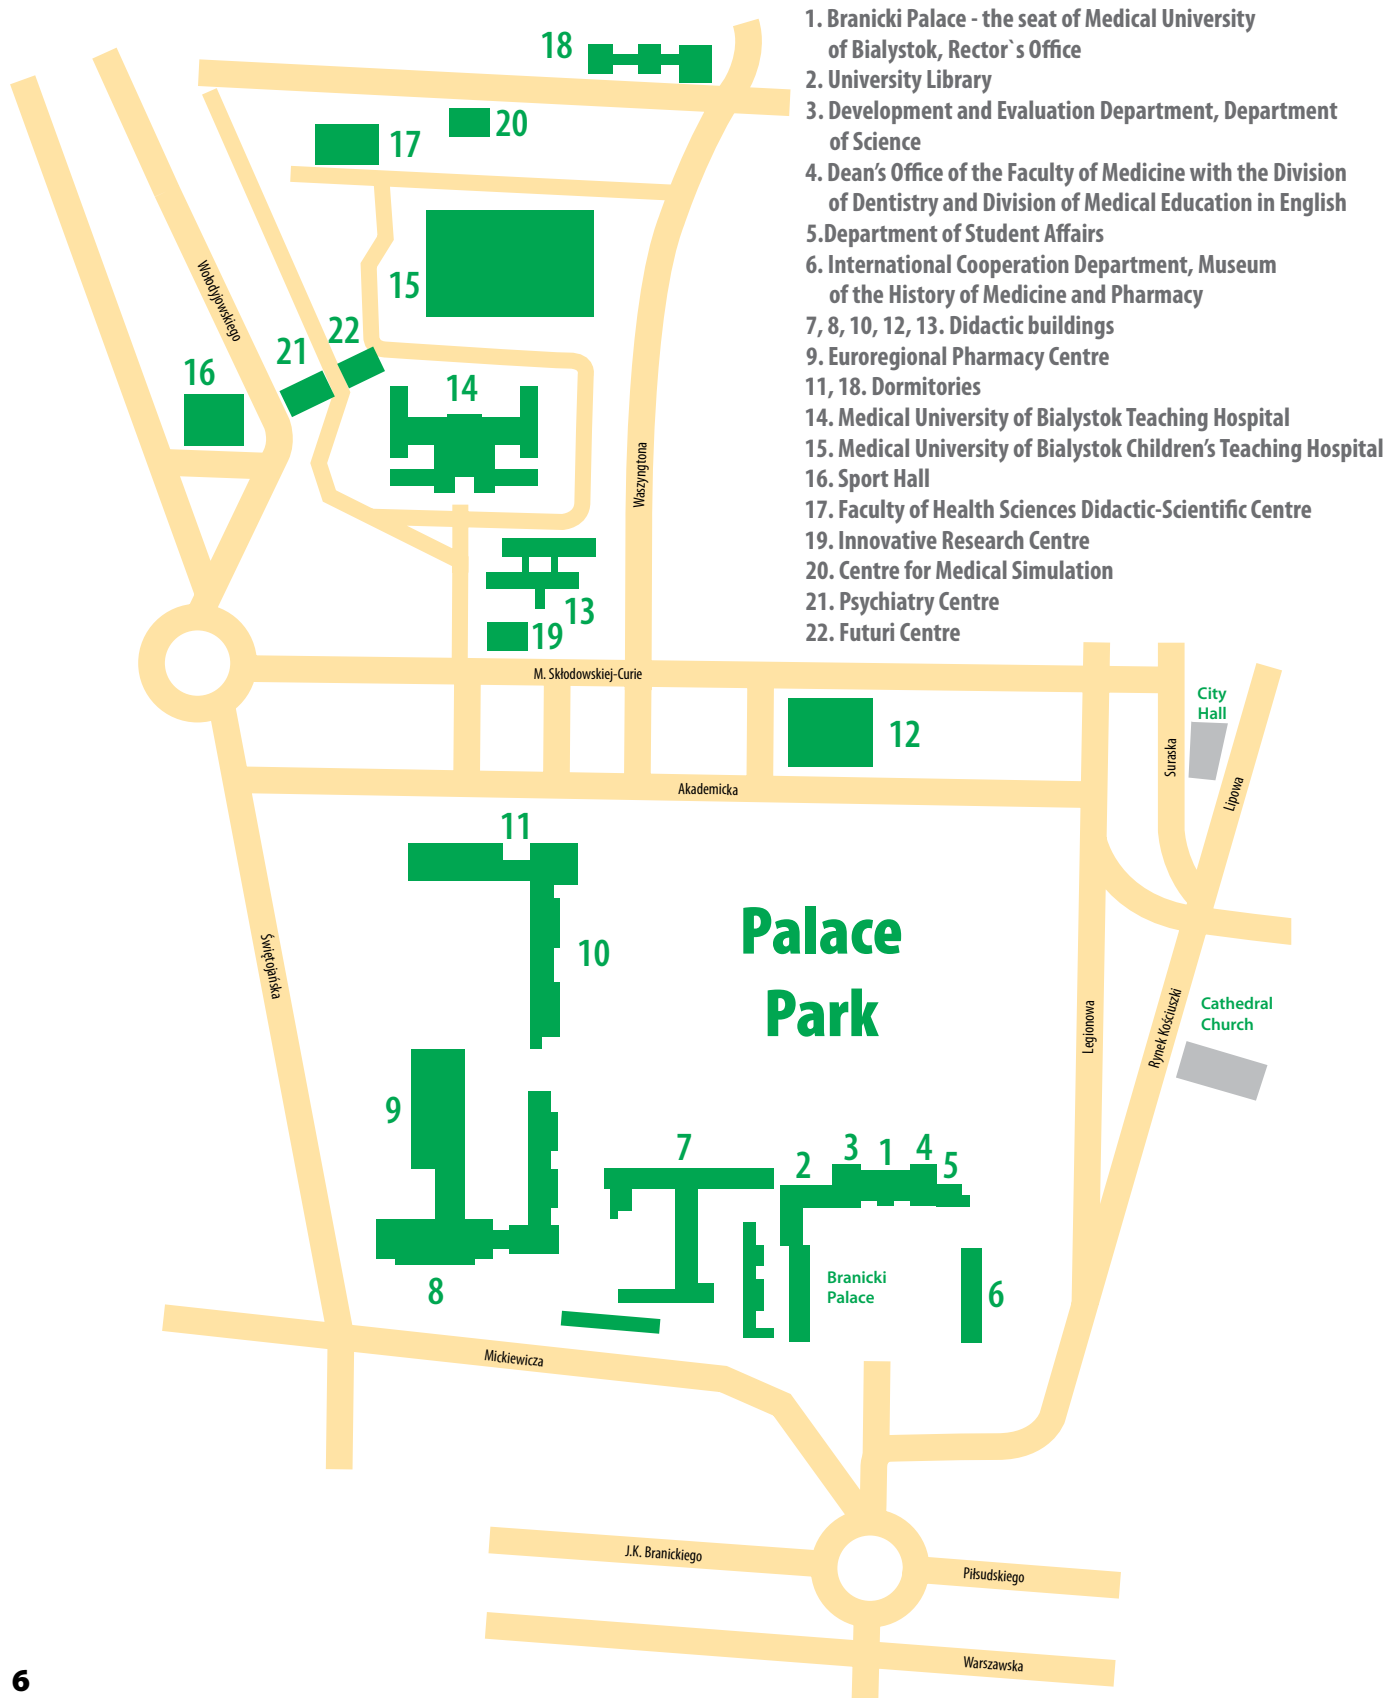 1. Branicki Palace - the seat of Medical University
of Bialystok, Rector`s Office
2. University Library
3. Development and Evaluation Department, Department
of Science
4. Dean's Office of the Faculty of Medicine with the Division
of Dentistry and Division of Medical Education in English
5.Department of Student Affairs
6. International Cooperation Department, Museum
of the History of Medicine and Pharmacy
7, 8, 10, 12, 13. Didactic buildings
9. Euroregional Pharmacy Centre
11, 18. Dormitories
14. Medical University of Bialystok Teaching Hospital
15. Medical University of Bialystok Children's Teaching Hospital
16. Sport Hall
17. Faculty of Health Sciences Didactic-Scientific Centre
19. Innovative Research Centre
20. Centre for Medical Simulation
21. Psychiatry Centre
22. Futuri Centre
18
20
17
15
Wołodyjowskiego
22
21
16
14
Waszyngtona
13
19
M. Skłodowskiej-Curie
City
Hall
12
Suraska
Akademicka
Lipowa
11
Palace
Park
10
Świętojańska
Legionowa
Rynek Kościuszki
Cathedral
Church
9
7
2
3
1
4
5
8
Branicki
Palace
6
Mickiewicza
J.K. Branickiego
Piłsudskiego
Warszawska
6